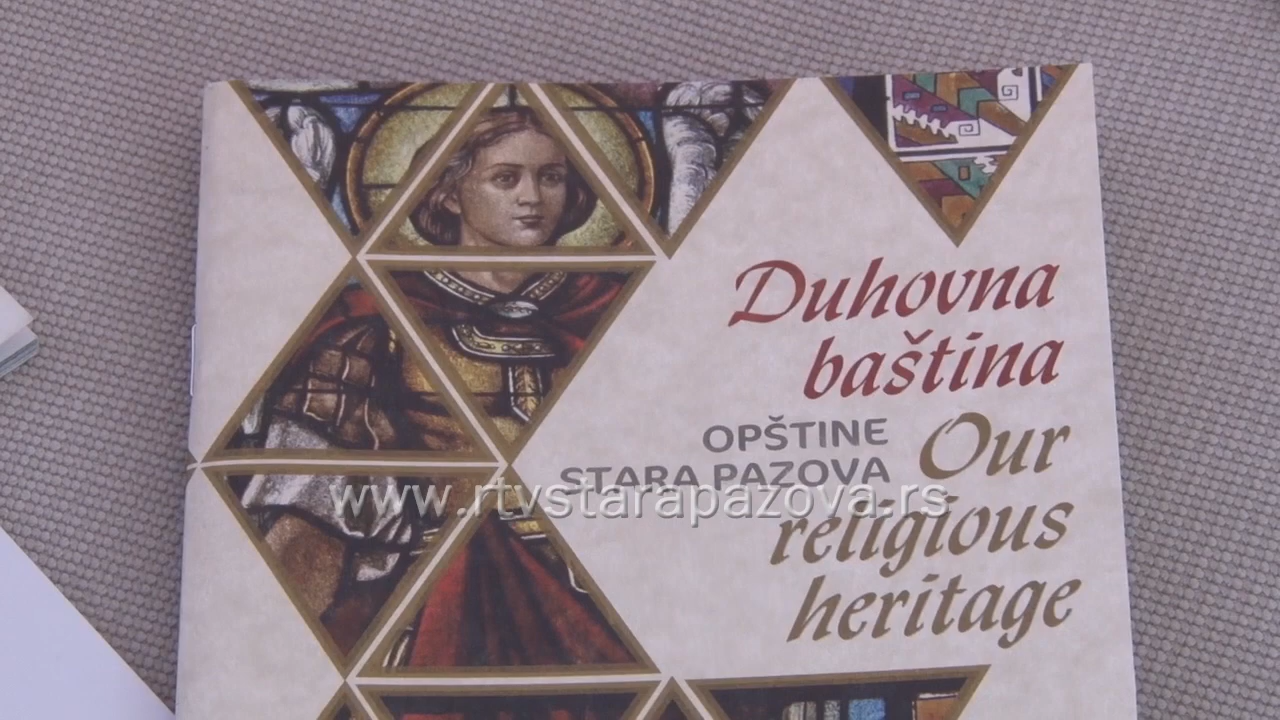 Duhovna
baština
OPŠTINE
STARA PAZOVA
Our
religious
heritage
www.rtvstarapazova.rs